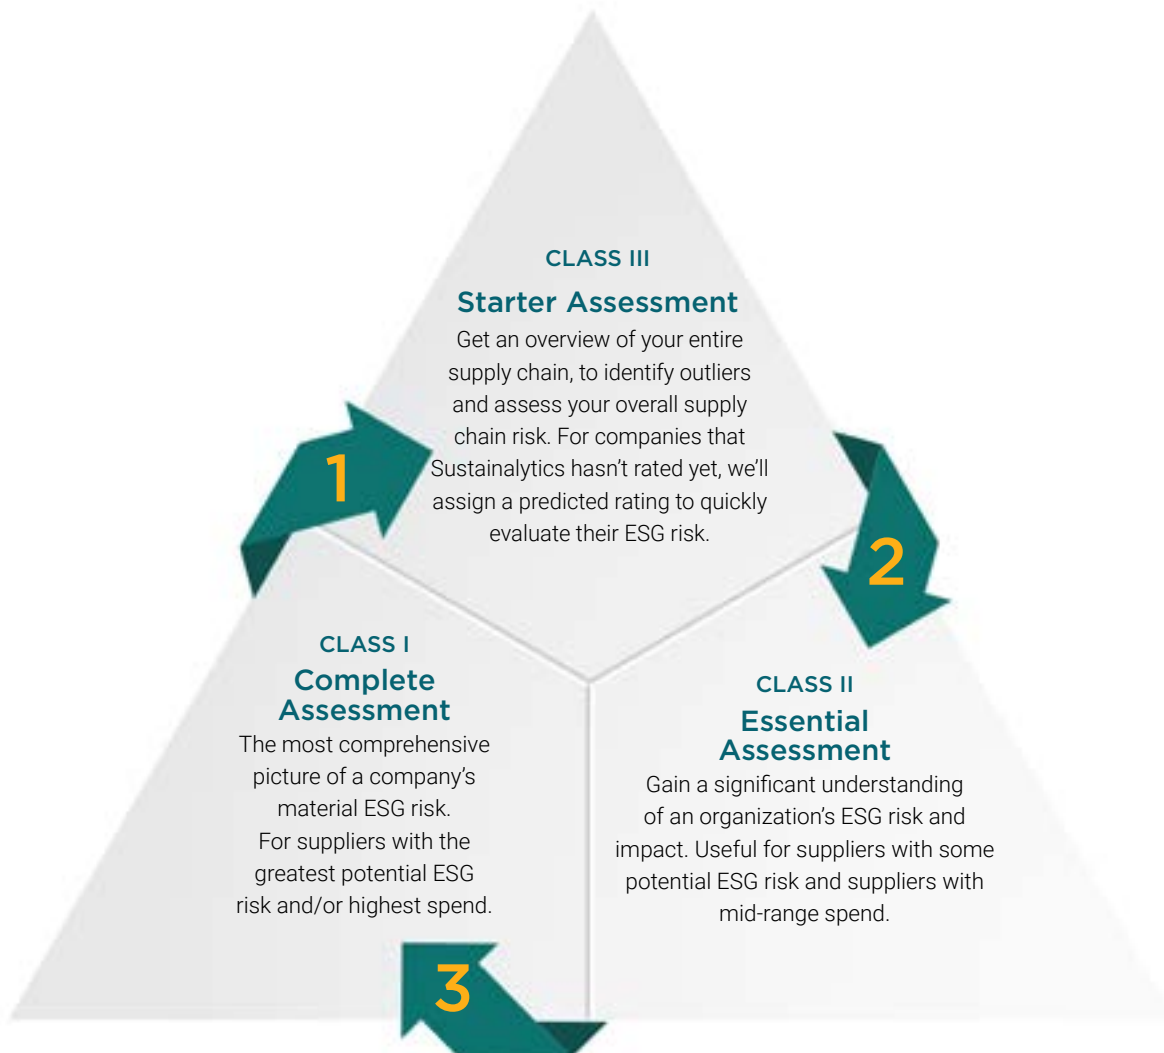 CLASS III
Starter Assessment
Get an overview of your entire
supply chain, to identify outliers
and assess your overall supply
chain risk. For companies that
Sustainalytics hasn’t rated yet, we’ll
assign a predicted rating to quickly
evaluate their ESG risk.
1
2
CLASS I
Complete
Assessment
The most comprehensive
picture of a company’s
material ESG risk.
For suppliers with the
greatest potential ESG
risk and/or highest spend.
CLASS II
Essential
Assessment
Gain a significant understanding
of an organization’s ESG risk and
impact. Useful for suppliers with some
potential ESG risk and suppliers with
mid-range spend.
3